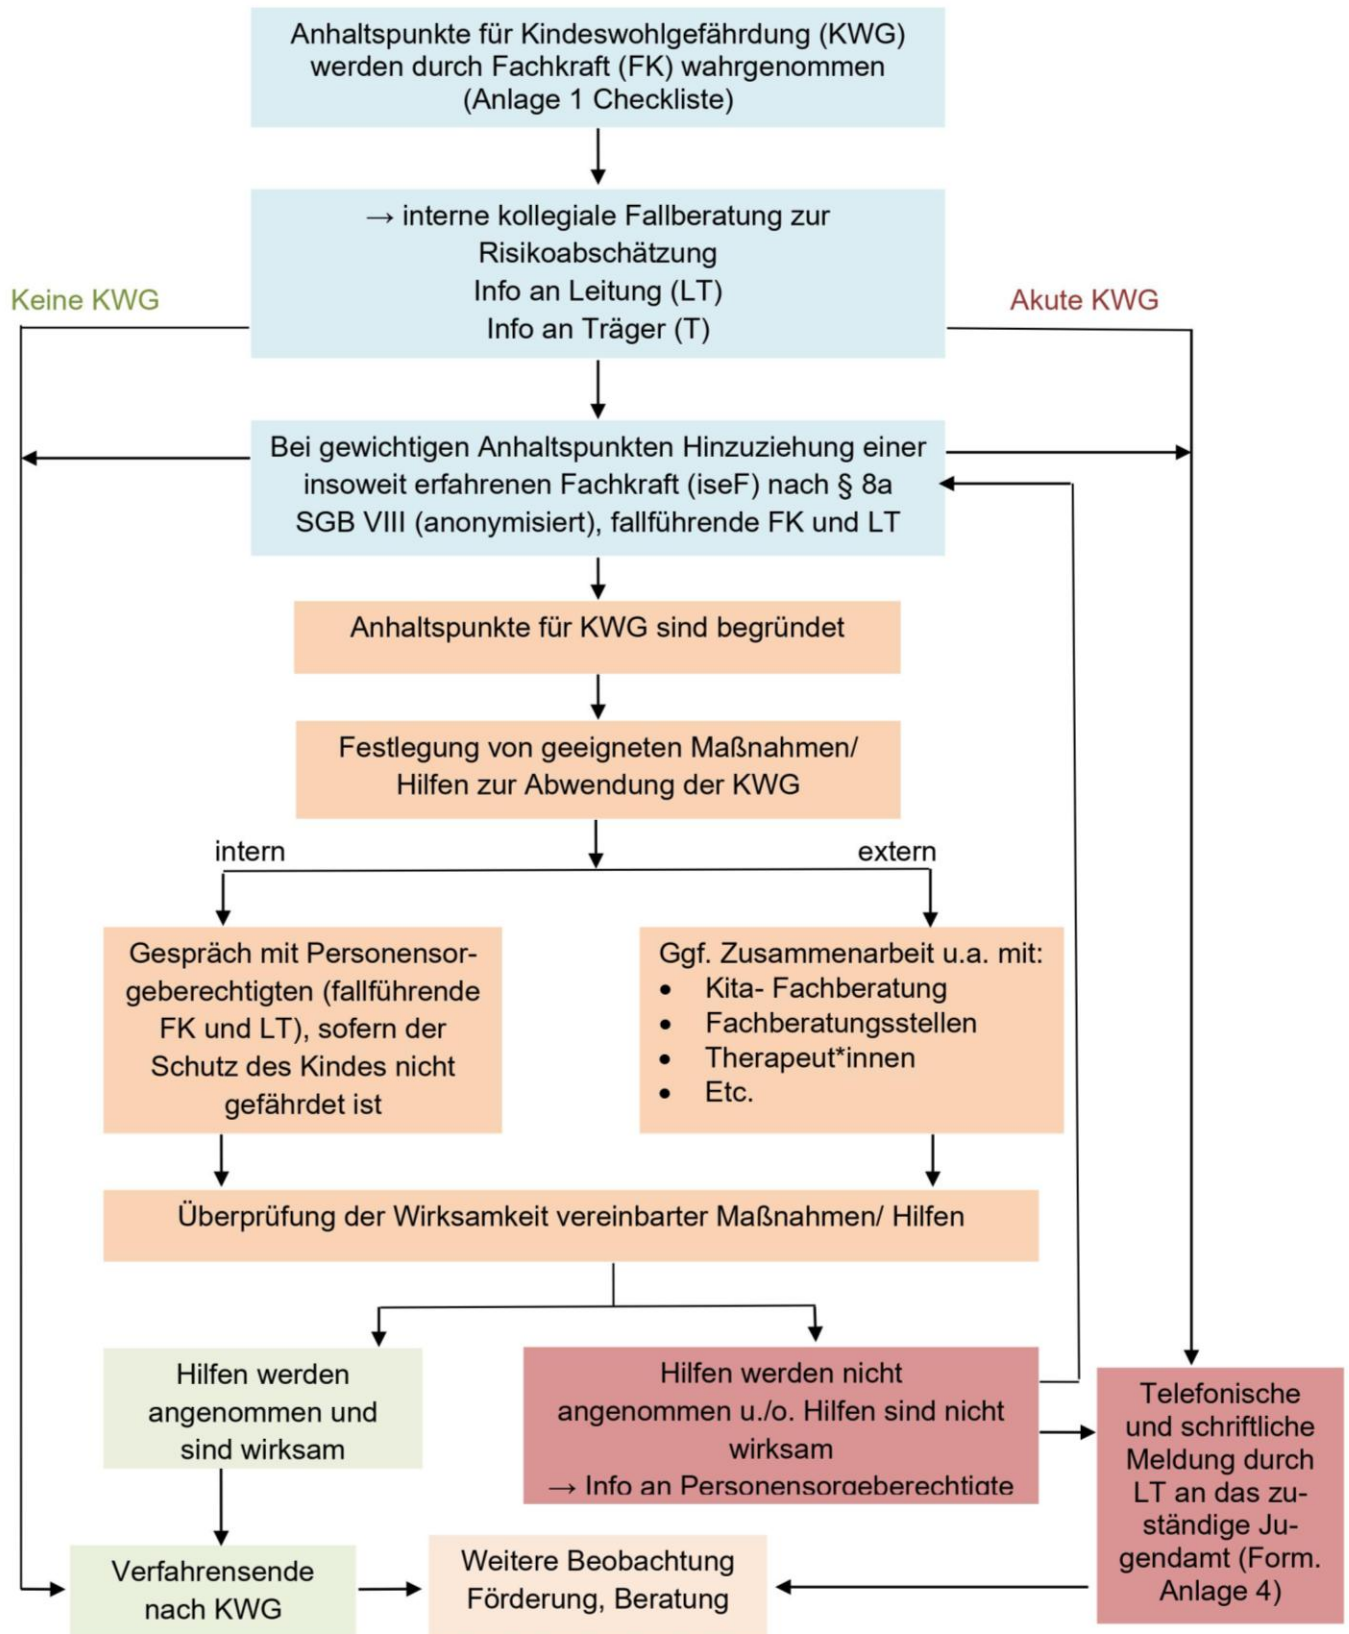 Anhaltspunkte für Kindeswohlgefährdung (KWG)
werden durch Fachkraft (FK) wahrgenommen
(Anlage 1 Checkliste)
→ interne kollegiale Fallberatung zur
Risikoabschätzung
Info an Leitung (LT)
Info an Träger (T)
Keine KWG
Akute KWG
Bei gewichtigen Anhaltspunkten Hinzuziehung einer
insoweit erfahrenen Fachkraft (iseF) nach § 8a
SGB VIII (anonymisiert), fallführende FK und LT
Anhaltspunkte für KWG sind begründet
Festlegung von geeigneten Maßnahmen/
Hilfen zur Abwendung der KWG
intern
extern
Gespräch mit Personensor-
geberechtigten (fallführende
FK und LT), sofern der
Schutz des Kindes nicht
gefährdet ist
Ggf. Zusammenarbeit u.a. mit:
• Kita- Fachberatung
• Fachberatungsstellen
• Therapeut*innen
• Etc.
Überprüfung der Wirksamkeit vereinbarter Maßnahmen/ Hilfen
Hilfen werden
angenommen und
sind wirksam
Hilfen werden nicht
angenommen u./o. Hilfen sind nicht
wirksam
→ Info an Personensorgeberechtigte
Telefonische
und schriftliche
Meldung durch
LT an das zu-
ständige Ju-
gendamt (Form.
Anlage 4)
Verfahrensende
nach KWG
Weitere Beobachtung
Förderung, Beratung